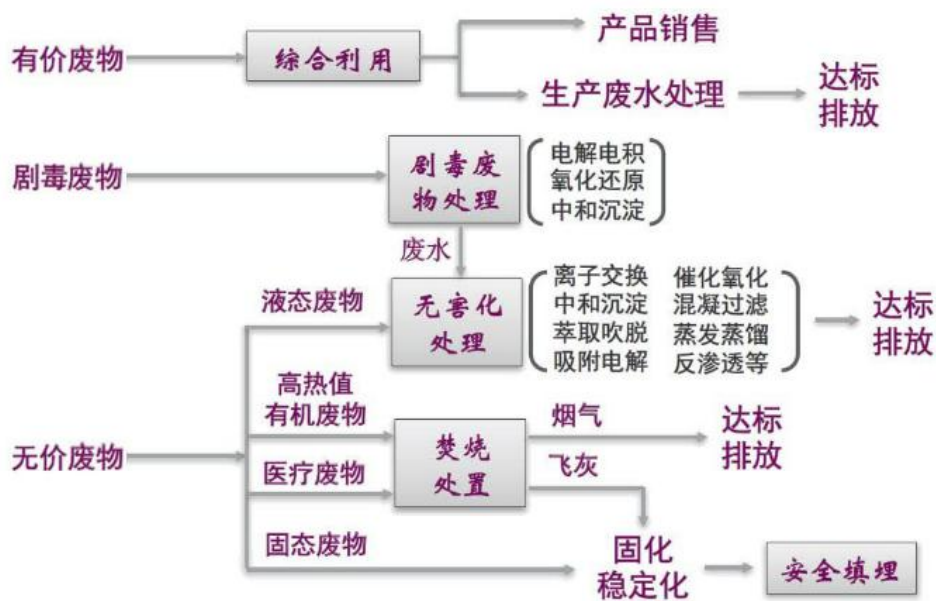 有价废物
综合利用
产品销售
生产废水处理
达标
排放
剧毒废物
剧毒废
物处理
电解电积
氧化还原
中和沉淀
废水
液态废物
无害化
处理
离子交换 催化氧化
中和沉淀 混凝过滤
萃取吹脱 蒸发蒸馏
吸附电解 反渗透等
达标
排放
无价废物
高热值
有机废物
医疗废物
焚烧
处置
烟气
飞灰
达标
排放
固态废物
固化
稳定化
安全填埋